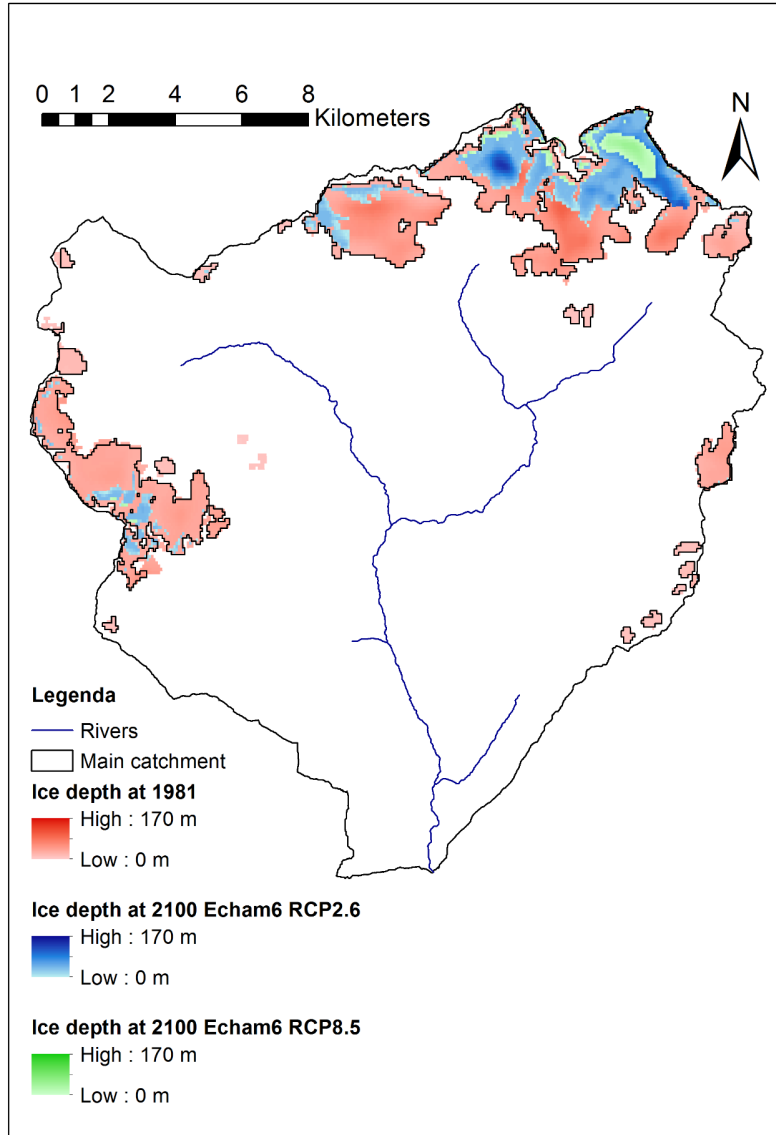 0 1 2 4 6 8
Kilometers
N
Legenda
Rivers
Main catchment
Ice depth at 1981
High : 170 m
Low : 0 m
Ice depth at 2100 Echam6 RCP2.6
High : 170 m
Low : 0 m
Ice depth at 2100 Echam6 RCP8.5
High : 170 m
Low : 0 m